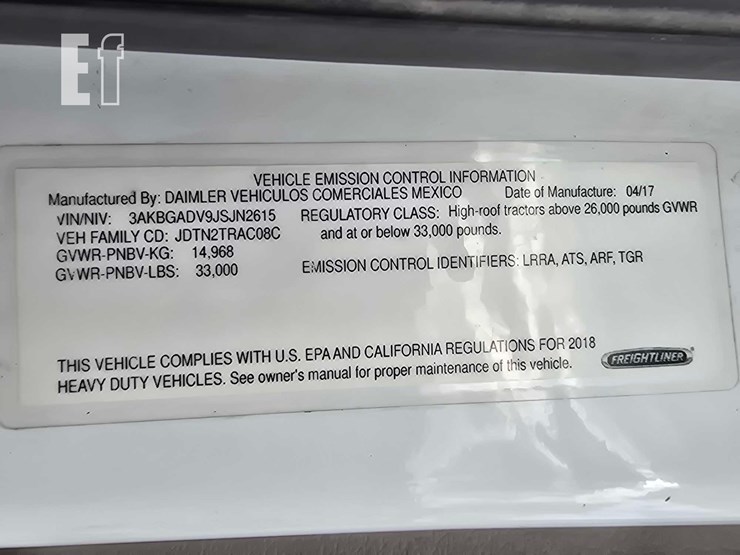 Ef
VEHICLE EMISSION CONTROL INFORMATION
Manufactured By: DAIMLER VEHICULOS COMERCIALES MEXICO Date of Manufacture: 04/17
VIN/NIV: 3AKBGADV9JSJN2615 REGULATORY CLASS: High-roof tractors above 26,000 pounds GVWR
VEH FAMILY CD: JDTN2TRAC08C and at or below 33,000 pounds.
GVWR-PNBV-KG: 14,968
GVWR-PNBV-LBS: 33,000 EMISSION CONTROL IDENTIFIERS: LRRA, ATS, ARF, TGR
THIS VEHICLE COMPLIES WITH U.S. EPA AND CALIFORNIA REGULATIONS FOR 2018
HEAVY DUTY VEHICLES. See owner's manual for proper maintenance of this vehicle.
FREIGHTLINER